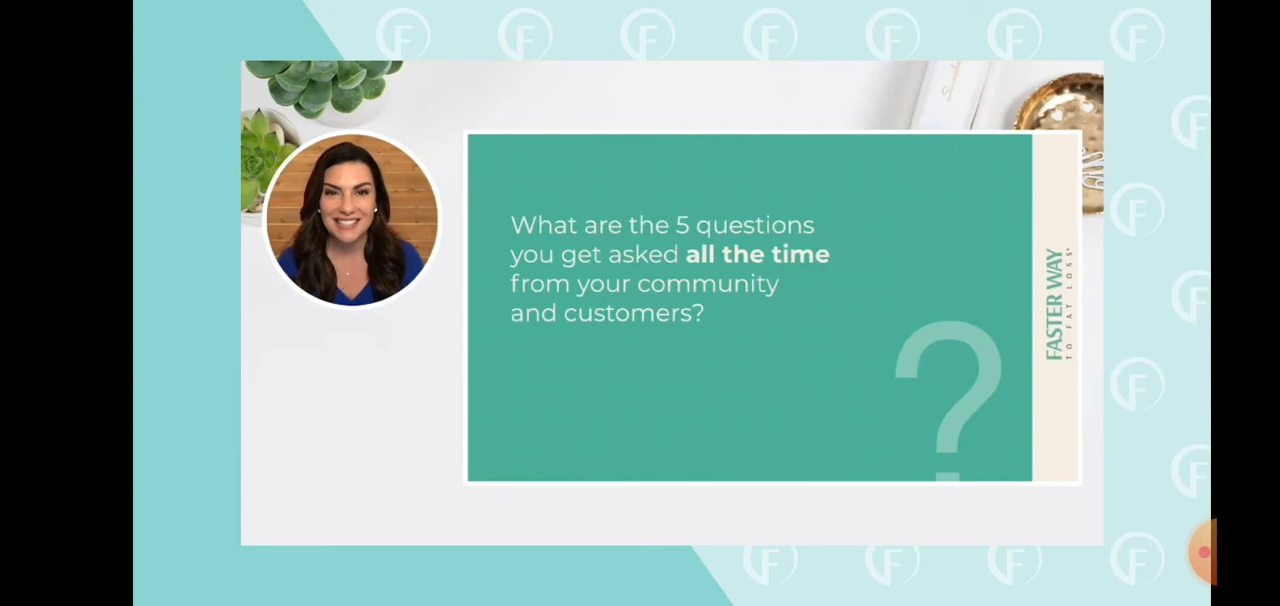 What are the 5 questions
you get asked all the time
from your community
and customers?
?
FASTER WAY
TO FAT LOSS